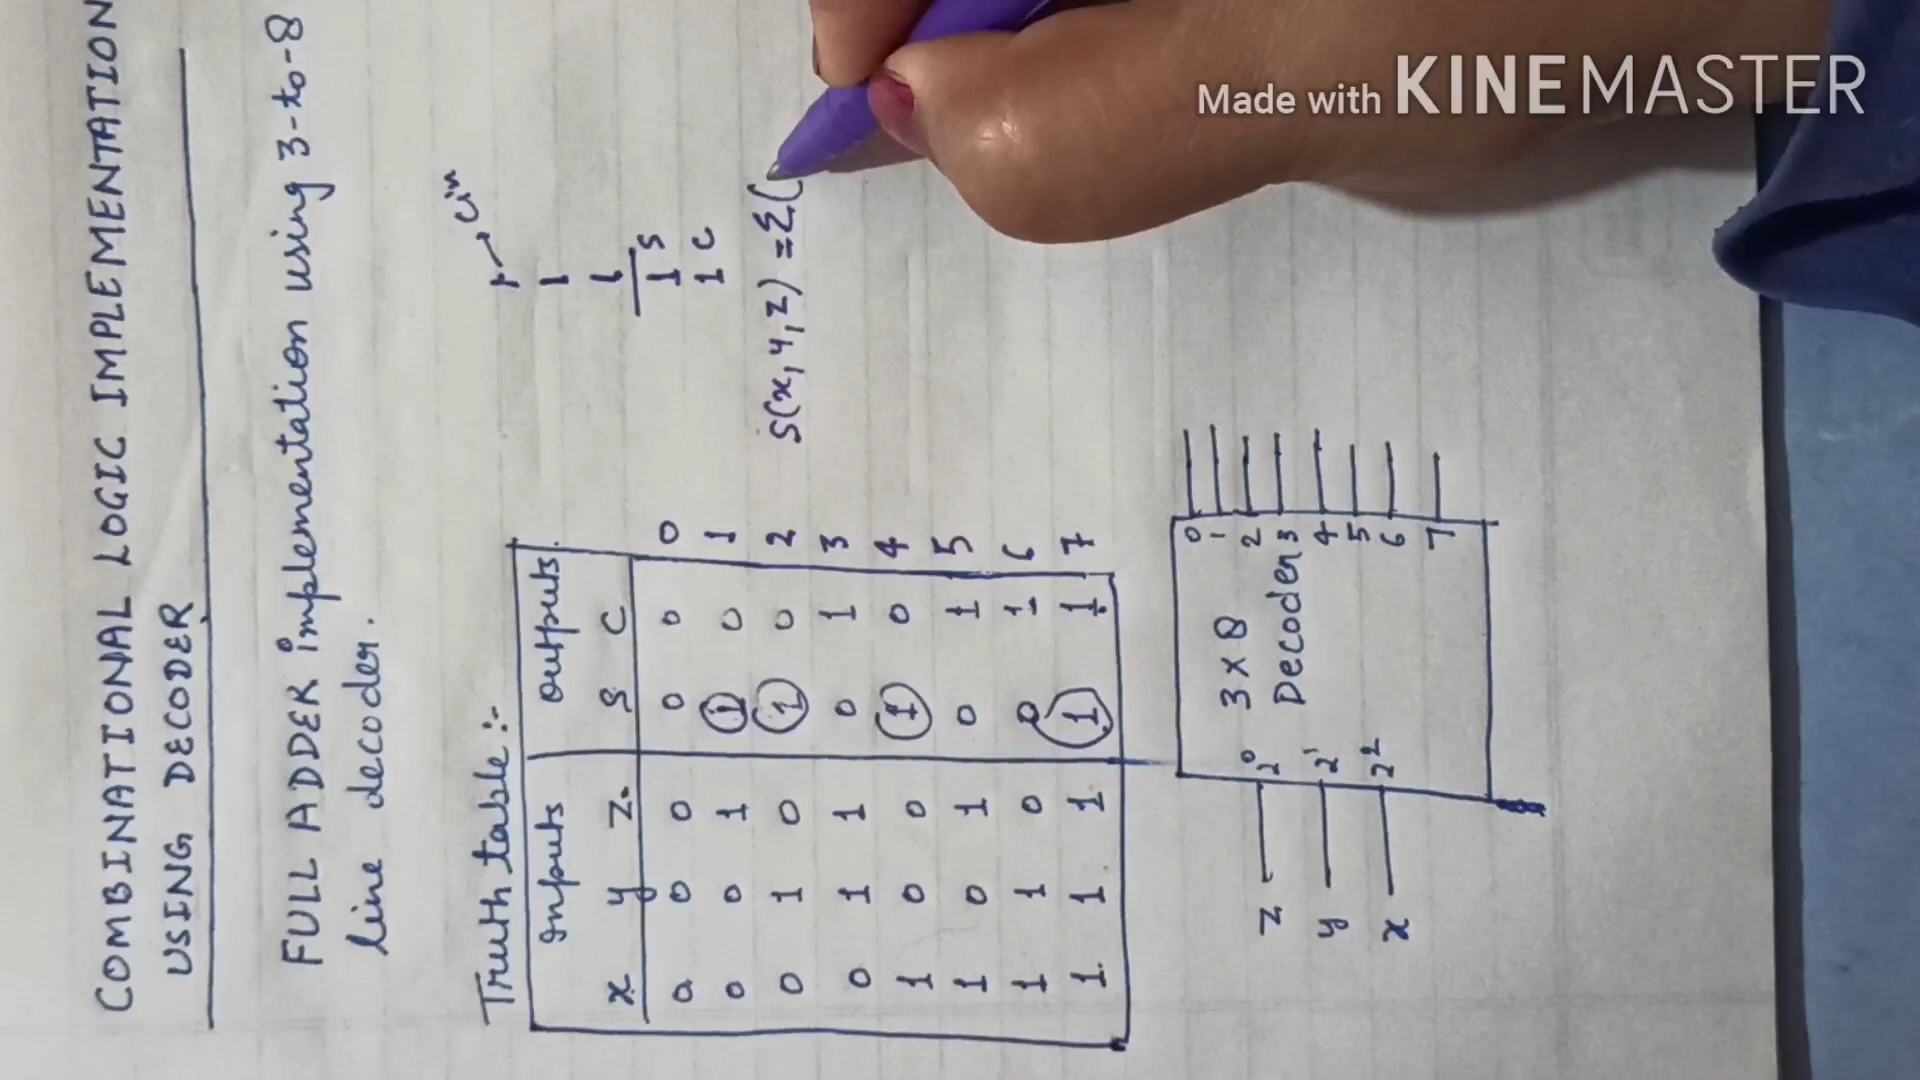 COMBINATIONAL LOGIC IMPLEMENTATION
USING DECODER
FULL ADDER implementation using 3-to-8
line decoder.
Truth table:-
Inputs Outputs
x y z S C
0 0 0 0 0 0
0 0 1 1 0 1
0 1 0 1 0 2
0 1 1 0 1 3
1 0 0 1 0 4
1 0 1 0 1 5
1 1 0 0 1 6
1 1 1 1 1 7
1 → Cin
1
1
1 S
1 C
S(x,y,z) = Σ(
3x8
Decoder
z 2⁰
y 2¹
x 2²
0
1
2
3
4
5
6
7
Made with KINEMASTER